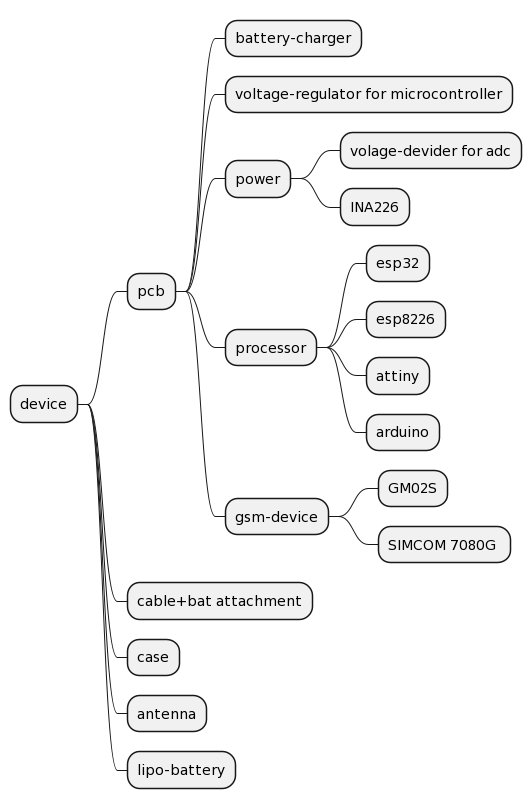 battery-charger
voltage-regulator for microcontroller
volage-devider for adc
power
INA226
esp32
pcb
esp8226
processor
attiny
device
arduino
GM02S
gsm-device
SIMCOM 7080G
cable+bat attachment
case
antenna
lipo-battery